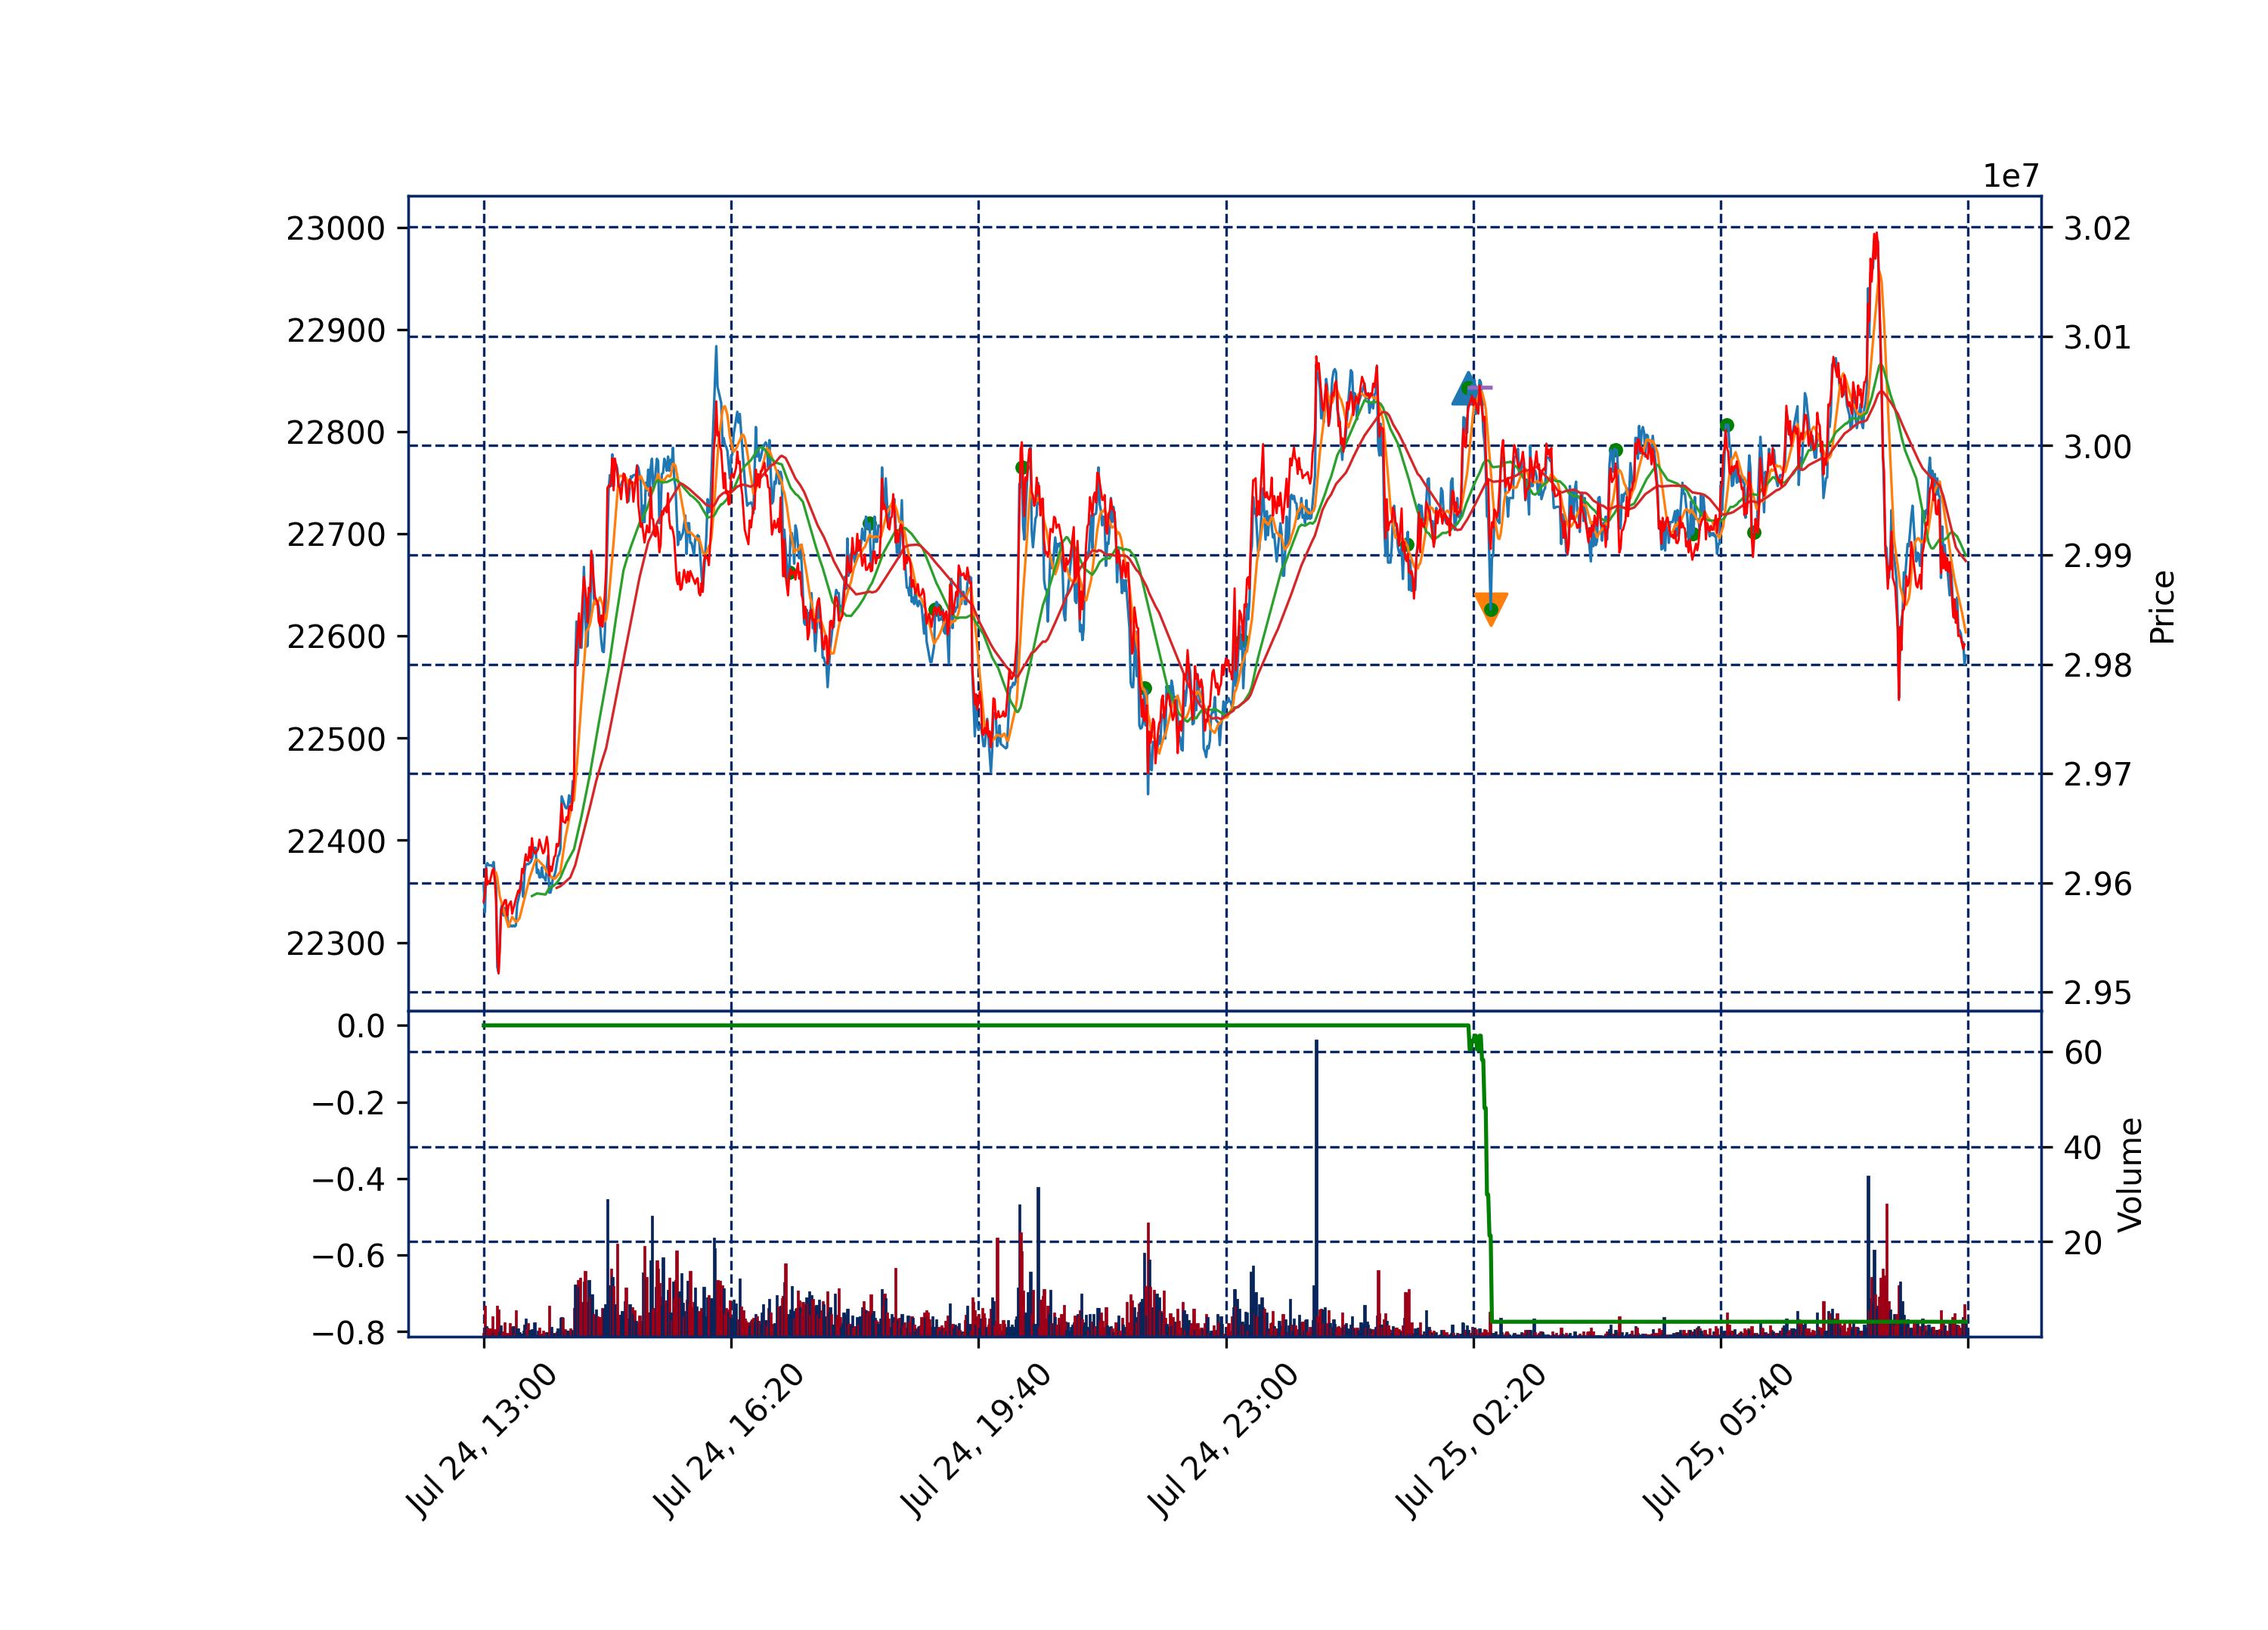 1e7
23000
22900
22800
22700
22600
22500
22400
22300
3.02
3.01
3.00
2.99
2.98
2.97
2.96
2.95
Price
0.0
−0.2
−0.4
−0.6
−0.8
60
40
20
Volume
Jul 24, 13:00
Jul 24, 16:20
Jul 24, 19:40
Jul 24, 23:00
Jul 25, 02:20
Jul 25, 05:40